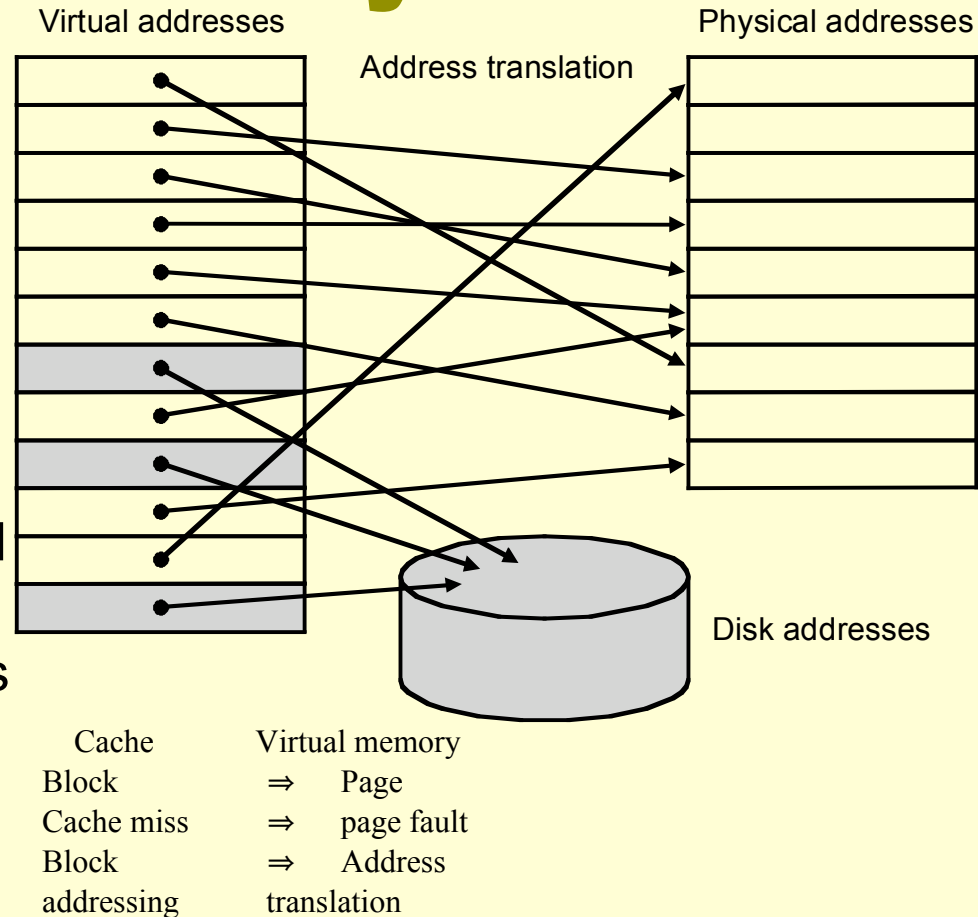 Virtual addresses
Physical addresses
Address translation
Disk addresses
s
Cache Virtual memory
Block ⇒ Page
Cache miss ⇒ page fault
Block ⇒ Address
addressing translation